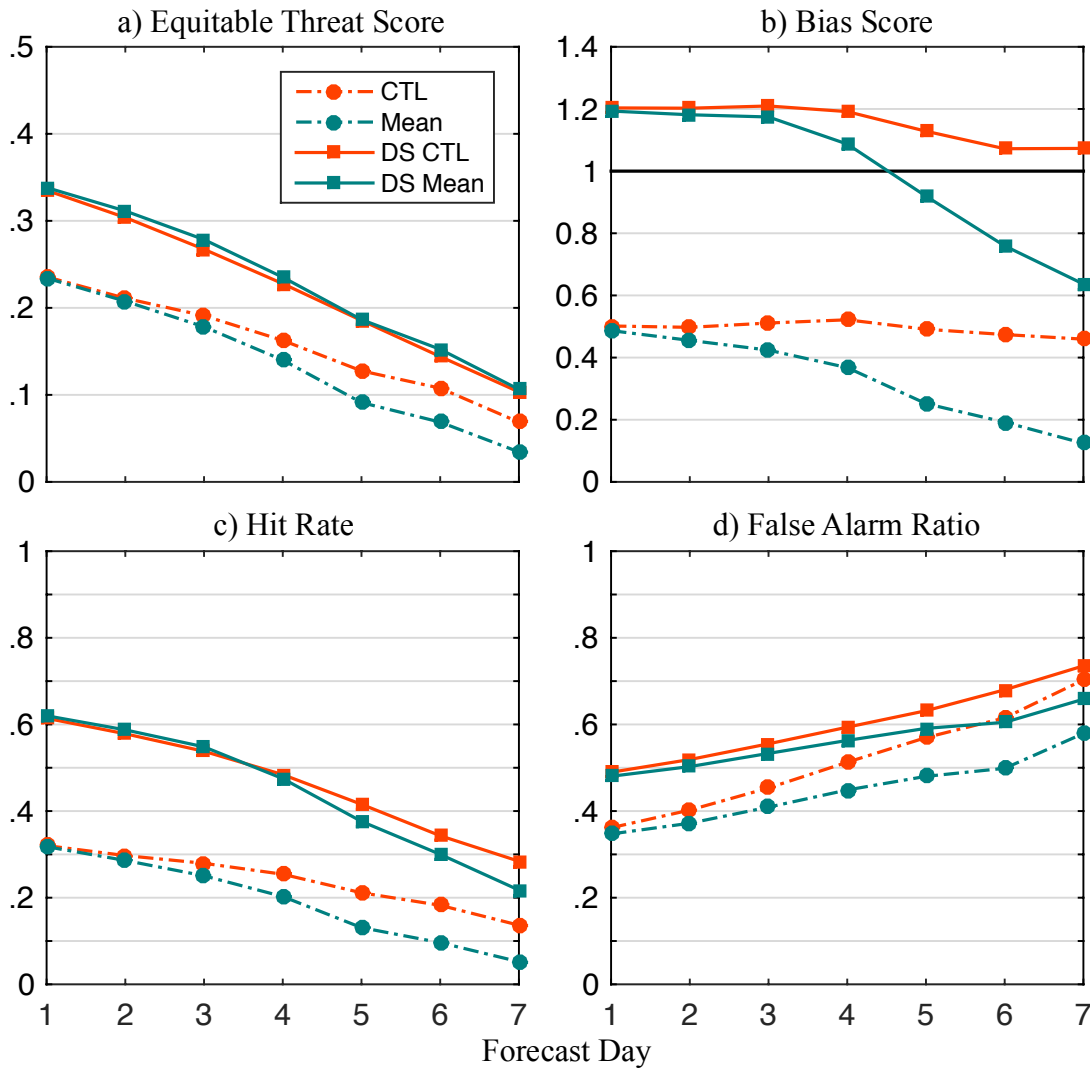 a) Equitable Threat Score
.5
.4
.3
.2
.1
0
CTL
Mean
DS CTL
DS Mean
b) Bias Score
1.4
1.2
1
0.8
0.6
0.4
0.2
0
c) Hit Rate
1
.8
.6
.4
.2
0
1 2 3 4 5 6 7
d) False Alarm Ratio
1
.8
.6
.4
.2
0
1 2 3 4 5 6 7
Forecast Day